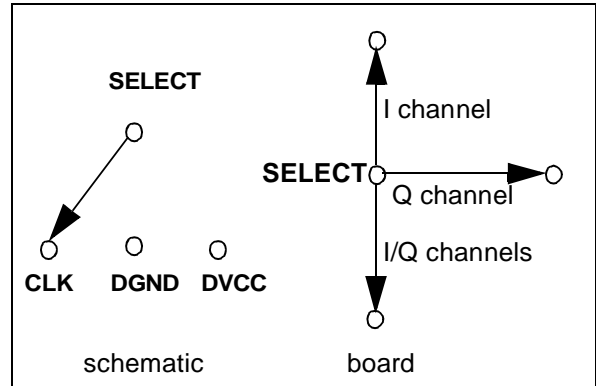 SELECT
CLK DGND DVCC
schematic
I channel
SELECT
Q channel
I/Q channels
board